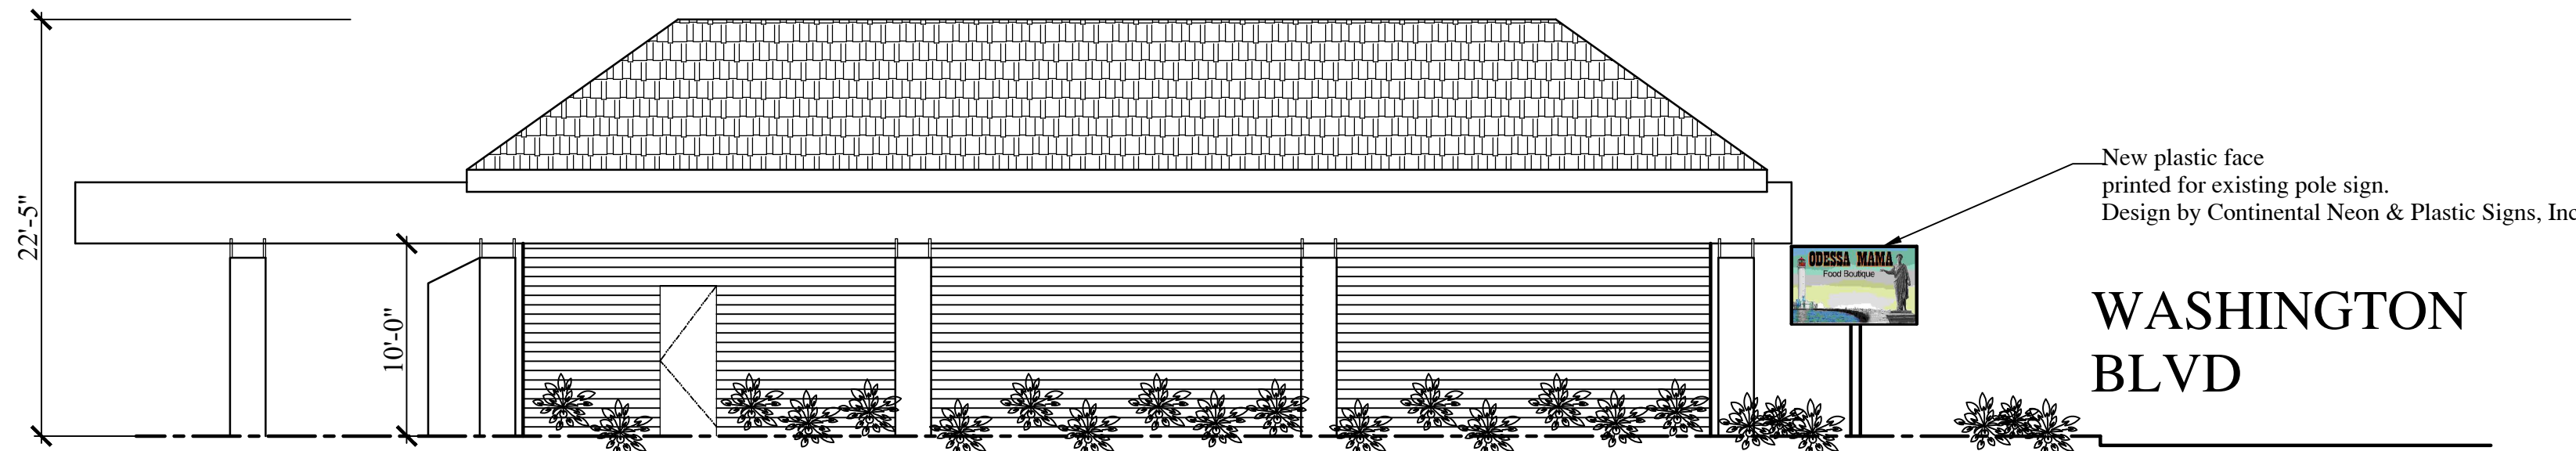 22'-5"
10'-0"
New plastic face
printed for existing pole sign.
Design by Continental Neon & Plastic Signs, Inc
ODESSA MAMA
Food Boutique
WASHINGTON
BLVD